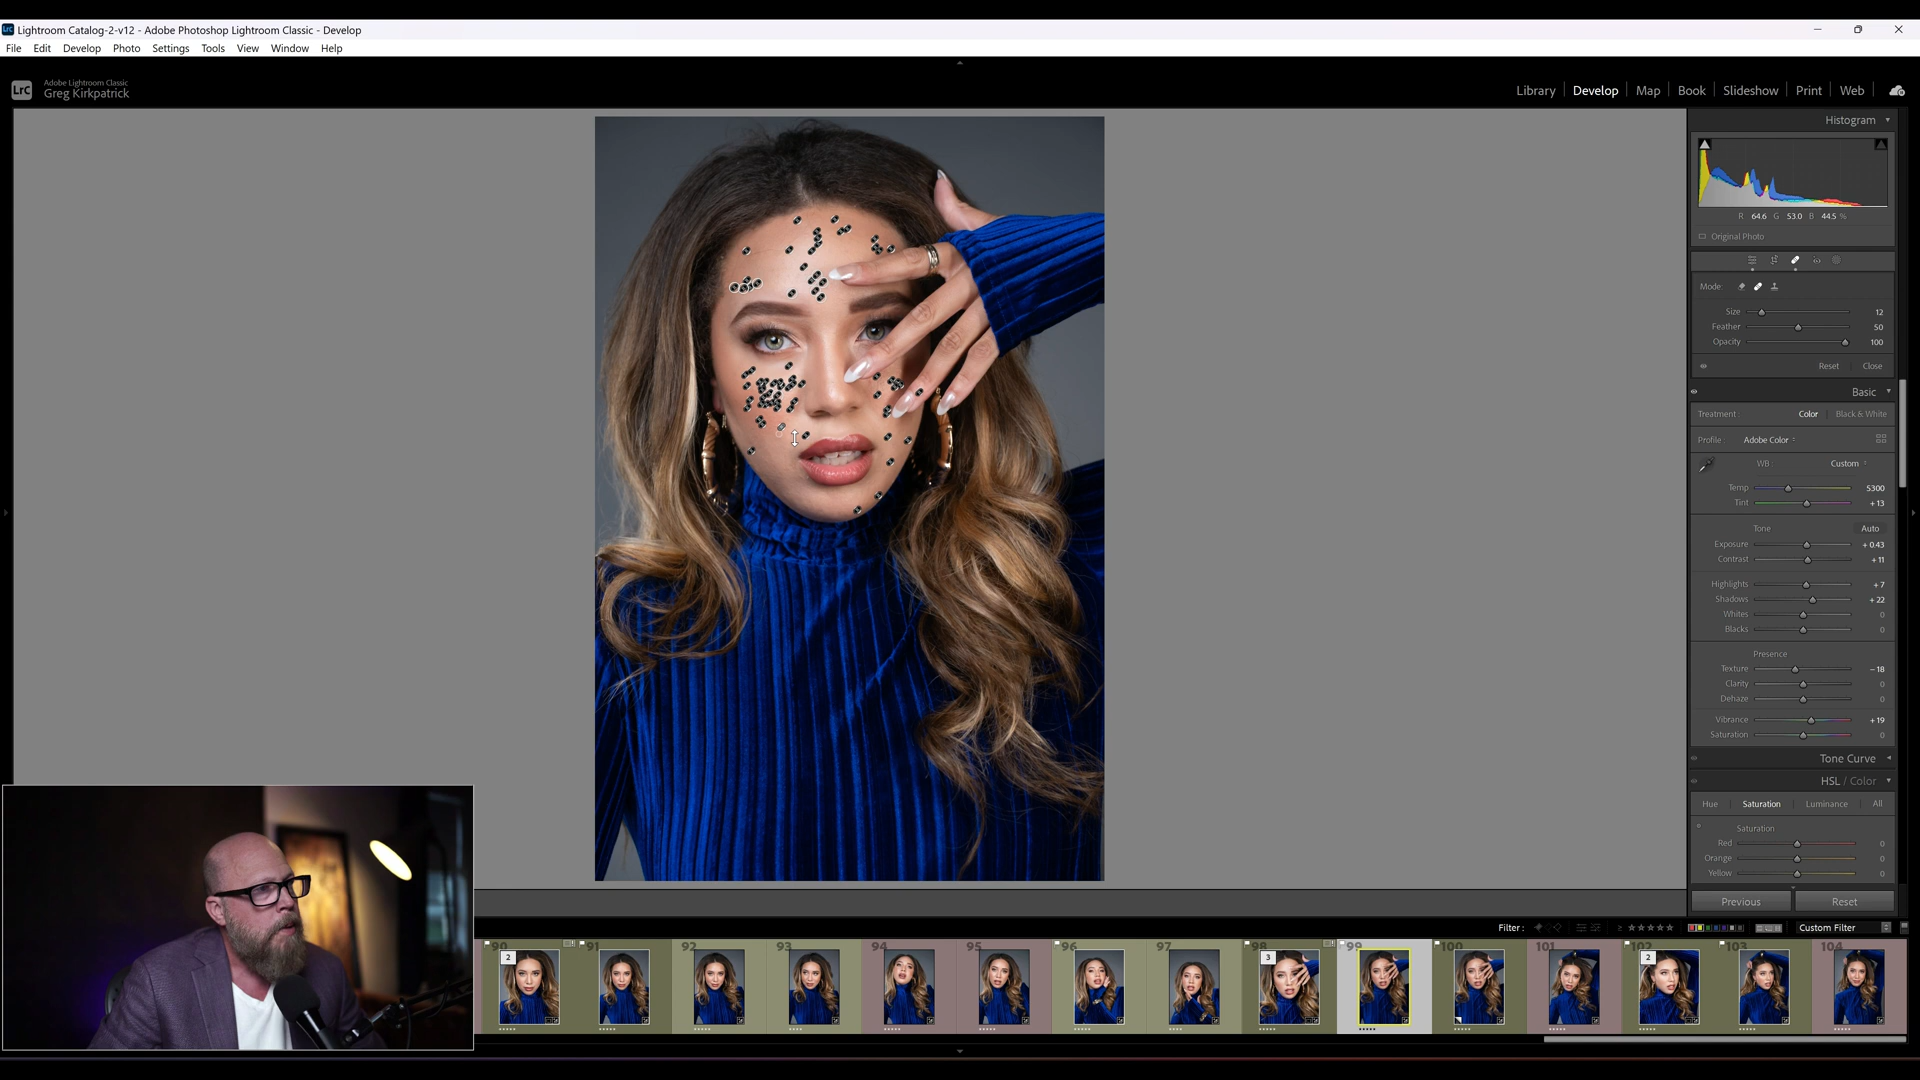 Lightroom Catalog-2-v12 - Adobe Photoshop Lightroom Classic - Develop
File Edit Develop Photo Settings Tools View Window Help
LrC
Adobe Lightroom Classic
Greg Kirkpatrick
Library Develop Map Book Slideshow Print Web
Histogram
R 64.6 G 53.0 B 44.5 %
Original Photo
Mode:
Size 12
Feather 50
Opacity 100
Reset Close
Basic
Treatment: Color Black & White
Profile: Adobe Color
WB: Custom
Temp 5300
Tint + 13
Tone Auto
Exposure + 0.43
Contrast + 11
Highlights + 7
Shadows + 22
Whites 0
Blacks 0
Presence
Texture − 18
Clarity 0
Dehaze 0
Vibrance + 19
Saturation 0
Tone Curve
HSL / Color
Hue Saturation Luminance All
Saturation
Red 0
Orange 0
Yellow 0
Previous Reset
Filter: Custom Filter
90 91 92 93 94 95 96 97 98 99 100 101 102 103 104
2 3 2